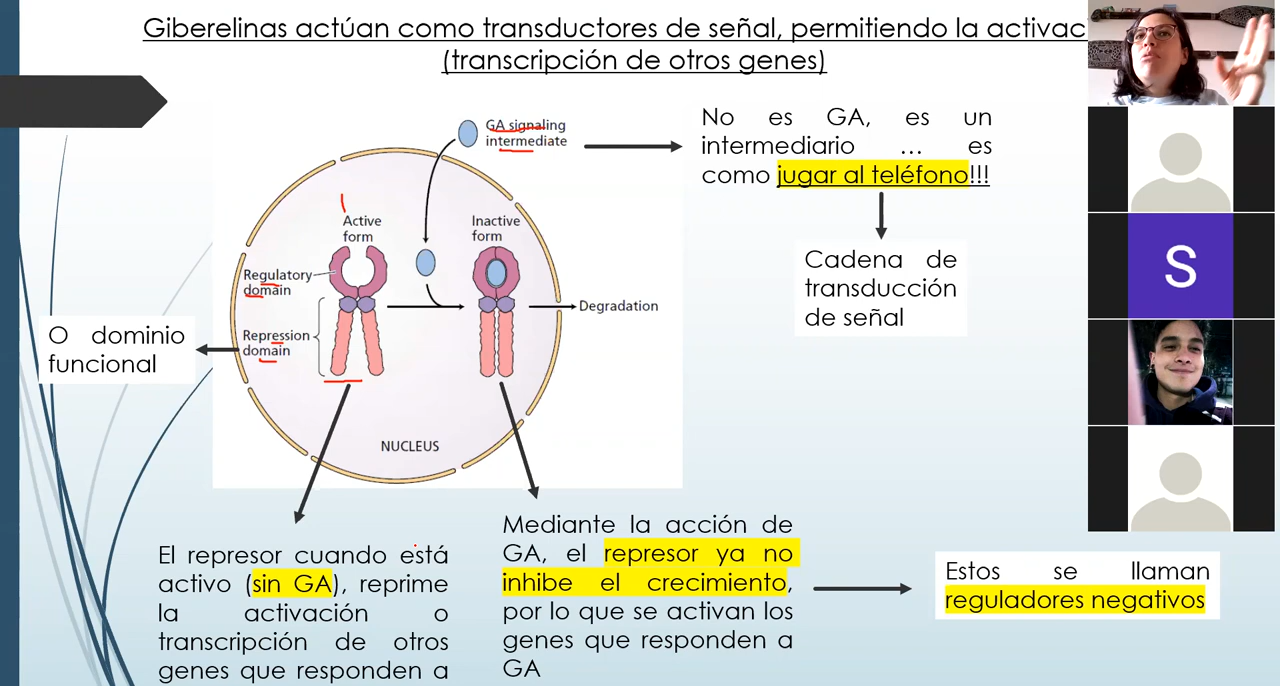 Giberelinas actúan como transductores de señal, permitiendo la activac
(transcripción de otros genes)
GA signaling
intermediate
No es GA, es un
intermediario … es
como jugar al teléfono!!!
Active
form
Inactive
form
Regulatory
domain
Cadena de
transducción
de señal
S
Degradation
O dominio
funcional
Repression
domain
NUCLEUS
El represor cuando está
activo (sin GA), reprime
la activación o
transcripción de otros
genes que responden a
Mediante la acción de
GA, el represor ya no
inhibe el crecimiento,
por lo que se activan los
genes que responden a
GA
Estos se llaman
reguladores negativos